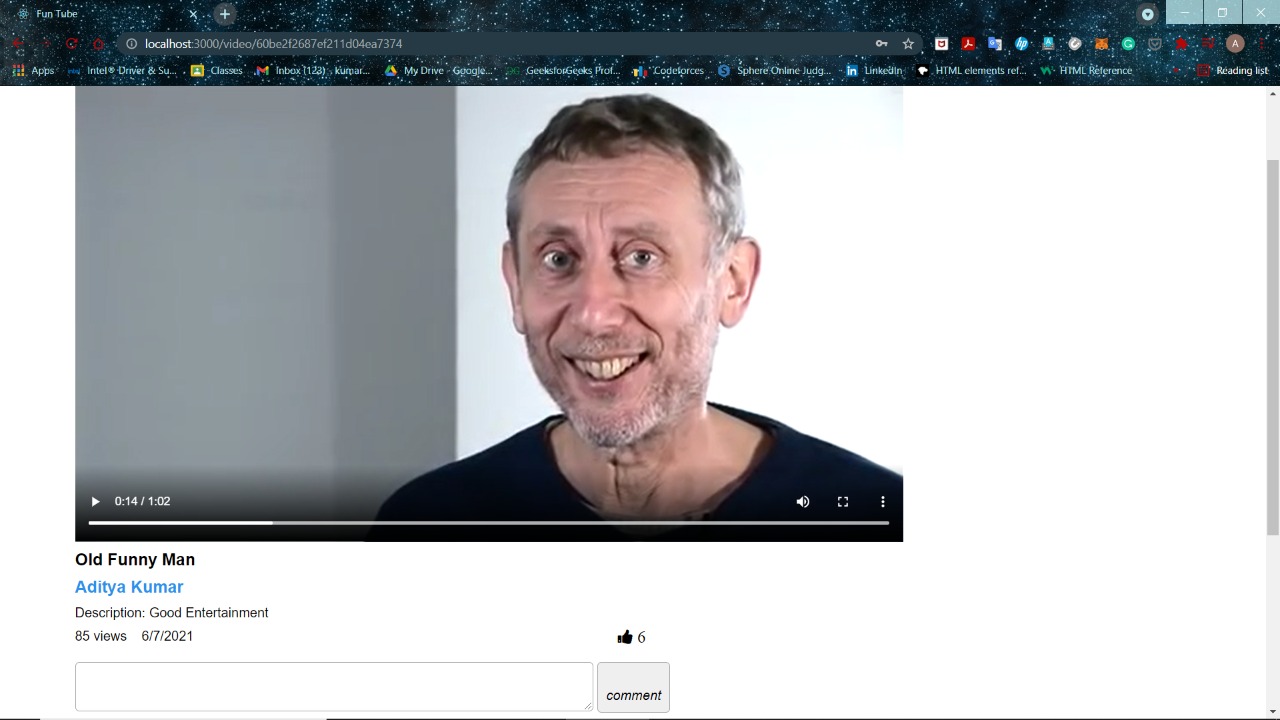 Fun Tube
localhost:3000/video/60be2f2687ef211d04ea7374
Apps Intel® Driver & Su... Classes Inbox (123) - kumar... My Drive - Google... GeeksforGeeks Prof... Codeforces Sphere Online Judg... LinkedIn HTML elements ref... HTML Reference Reading list
0:14 / 1:02
Old Funny Man
Aditya Kumar
Description: Good Entertainment
85 views 6/7/2021 6
comment